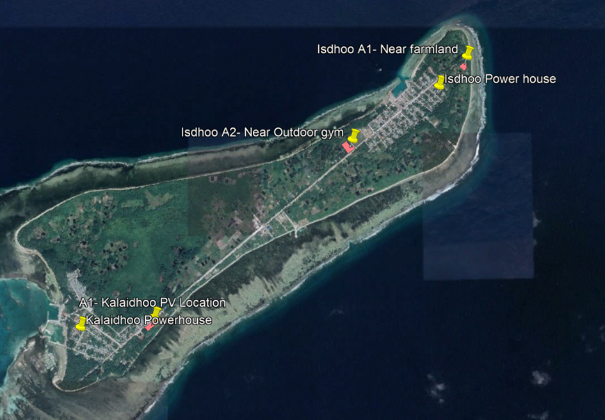 Isdhoo A1- Near farmland
Isdhoo Power house
Isdhoo A2- Near Outdoor gym
A1- Kalaidhoo PV Location
Kalaidhoo Powerhouse